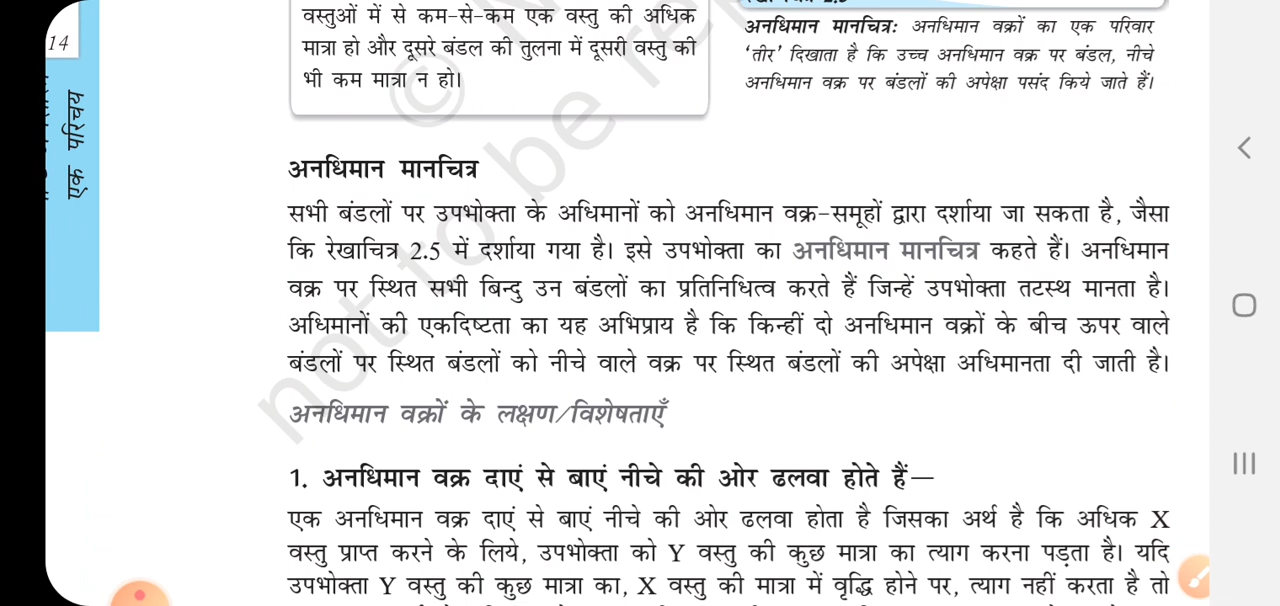 वस्तुओं में से कम-से-कम एक वस्तु की अधिक
मात्रा हो और दूसरे बंडल की तुलना में दूसरी वस्तु की
भी कम मात्रा न हो।
अनधिमान मानचित्र: अनधिमान वक्रों का एक परिवार
‘तीर’ दिखाता है कि उच्च अनधिमान वक्र पर बंडल, नीचे
अनधिमान वक्र पर बंडलों की अपेक्षा पसंद किये जाते हैं।
14
एक परिचय
अनधिमान मानचित्र
सभी बंडलों पर उपभोक्ता के अधिमानों को अनधिमान वक्र-समूहों द्वारा दर्शाया जा सकता है, जैसा
कि रेखाचित्र 2.5 में दर्शाया गया है। इसे उपभोक्ता का अनधिमान मानचित्र कहते हैं। अनधिमान
वक्र पर स्थित सभी बिन्दु उन बंडलों का प्रतिनिधित्व करते हैं जिन्हें उपभोक्ता तटस्थ मानता है।
अधिमानों की एकदिष्टता का यह अभिप्राय है कि किन्हीं दो अनधिमान वक्रों के बीच ऊपर वाले
बंडलों पर स्थित बंडलों को नीचे वाले वक्र पर स्थित बंडलों की अपेक्षा अधिमानता दी जाती है।
अनधिमान वक्रों के लक्षण/विशेषताएँ
1. अनधिमान वक्र दाएं से बाएं नीचे की ओर ढलवा होते हैं—
एक अनधिमान वक्र दाएं से बाएं नीचे की ओर ढलवा होता है जिसका अर्थ है कि अधिक X
वस्तु प्राप्त करने के लिये, उपभोक्ता को Y वस्तु की कुछ मात्रा का त्याग करना पड़ता है। यदि
उपभोक्ता Y वस्तु की कुछ मात्रा का, X वस्तु की मात्रा में वृद्धि होने पर, त्याग नहीं करता है तो
© not to be re